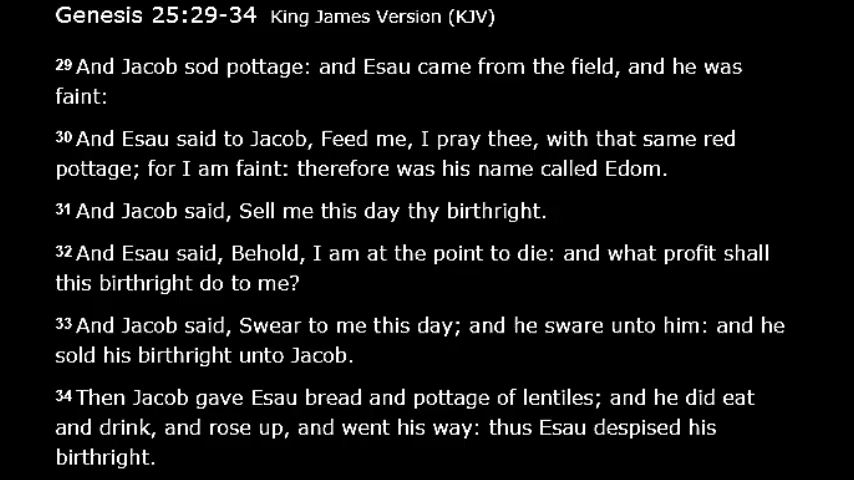 Genesis 25:29-34 King James Version (KJV)
29 And Jacob sod pottage: and Esau came from the field, and he was
faint:
30 And Esau said to Jacob, Feed me, I pray thee, with that same red
pottage; for I am faint: therefore was his name called Edom.
31 And Jacob said, Sell me this day thy birthright.
32 And Esau said, Behold, I am at the point to die: and what profit shall
this birthright do to me?
33 And Jacob said, Swear to me this day; and he sware unto him: and he
sold his birthright unto Jacob.
34 Then Jacob gave Esau bread and pottage of lentiles; and he did eat
and drink, and rose up, and went his way: thus Esau despised his
birthright.